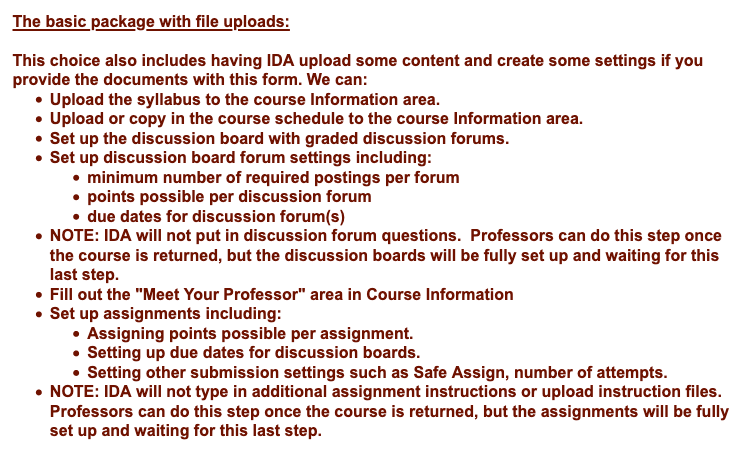 The basic package with file uploads:
This choice also includes having IDA upload some content and create some settings if you
provide the documents with this form. We can:
• Upload the syllabus to the course Information area.
• Upload or copy in the course schedule to the course Information area.
• Set up the discussion board with graded discussion forums.
• Set up discussion board forum settings including:
• minimum number of required postings per forum
• points possible per discussion forum
• due dates for discussion forum(s)
• NOTE: IDA will not put in discussion forum questions.  Professors can do this step once
the course is returned, but the discussion boards will be fully set up and waiting for this
last step.
• Fill out the "Meet Your Professor" area in Course Information
• Set up assignments including:
• Assigning points possible per assignment.
• Setting up due dates for discussion boards.
• Setting other submission settings such as Safe Assign, number of attempts.
• NOTE: IDA will not type in additional assignment instructions or upload instruction files.
Professors can do this step once the course is returned, but the assignments will be fully
set up and waiting for this last step.